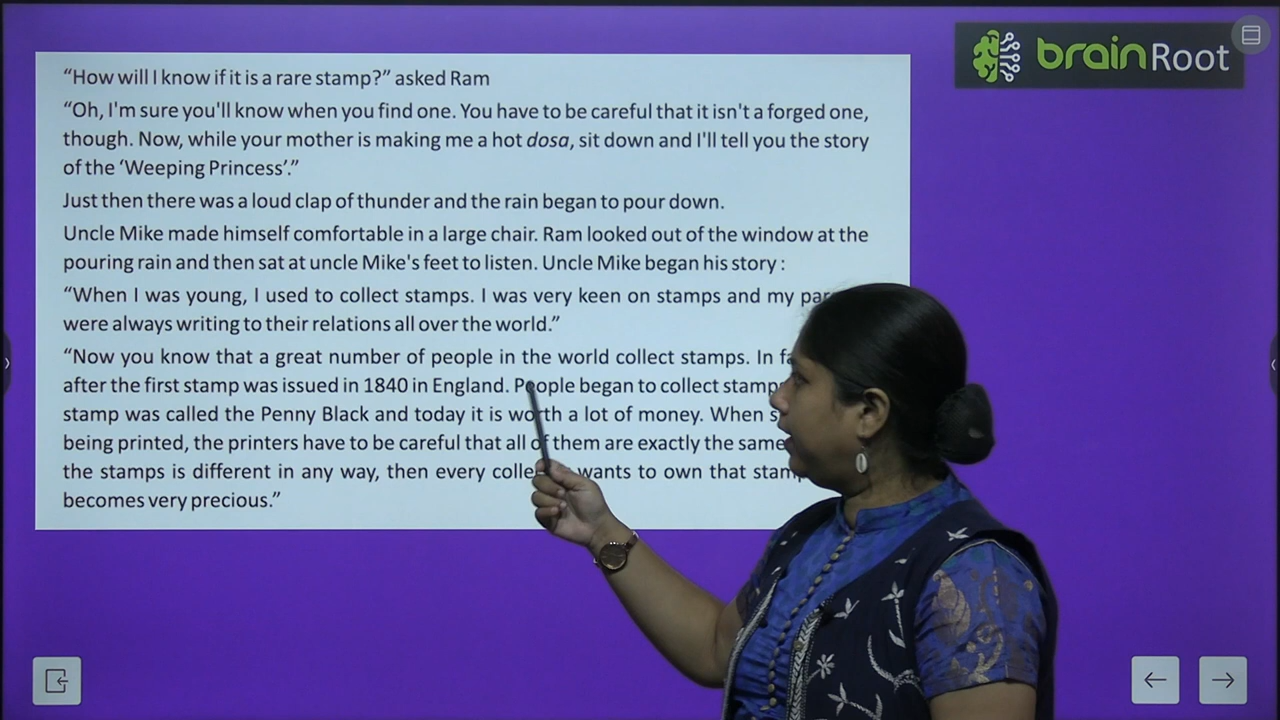 brainRoot
“How will I know if it is a rare stamp?” asked Ram
“Oh, I'm sure you'll know when you find one. You have to be careful that it isn't a forged one,
though. Now, while your mother is making me a hot dosa, sit down and I'll tell you the story
of the ‘Weeping Princess’.”
Just then there was a loud clap of thunder and the rain began to pour down.
Uncle Mike made himself comfortable in a large chair. Ram looked out of the window at the
pouring rain and then sat at uncle Mike's feet to listen. Uncle Mike began his story :
“When I was young, I used to collect stamps. I was very keen on stamps and my
were always writing to their relations all over the world.”
“Now you know that a great number of people in the world collect stamps. In
after the first stamp was issued in 1840 in England. People began to collect
stamp was called the Penny Black and today it is worth a lot of money. When
being printed, the printers have to be careful that all of them are exactly the same
the stamps is different in any way, then every wants to own that
becomes very precious.”